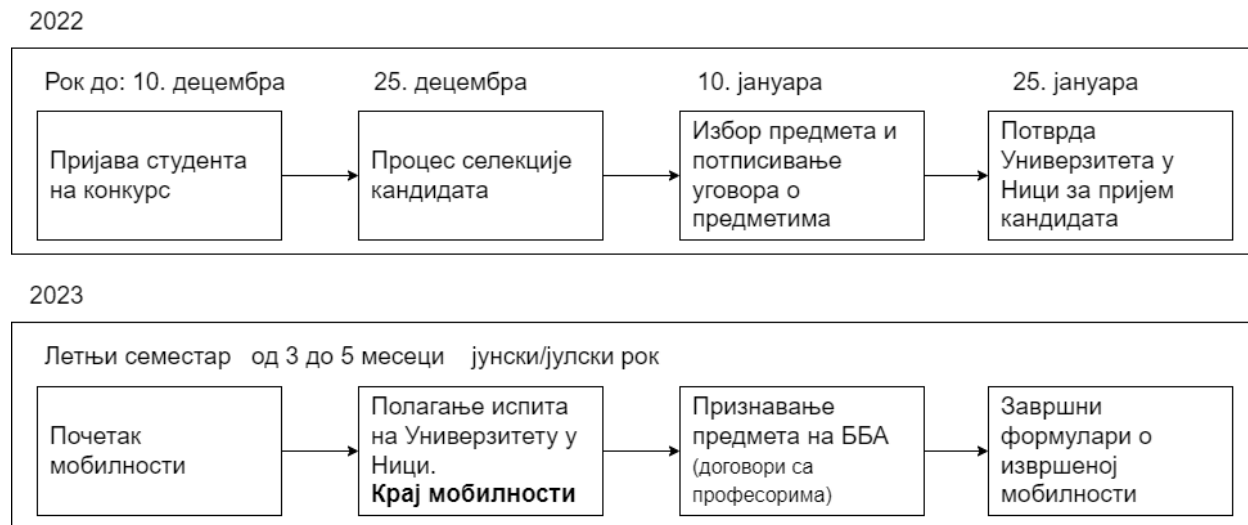 2022
Рок до: 10. децембра
25. децембра
10. јануара
25. јануара
Пријава студента
на конкурс
Процес селекције
кандидата
Избор предмета и
потписивање
уговора о
предметима
Потврда
Универзитета у
Ници за пријем
кандидата
2023
Летњи семестар од 3 до 5 месеци јунски/јулски рок
Почетак
мобилности
Полагање испита
на Универзитету у
Ници.
Крај мобилности
Признавање
предмета на ББА
(договори са
професорима)
Завршни
формулари о
извршеној
мобилности